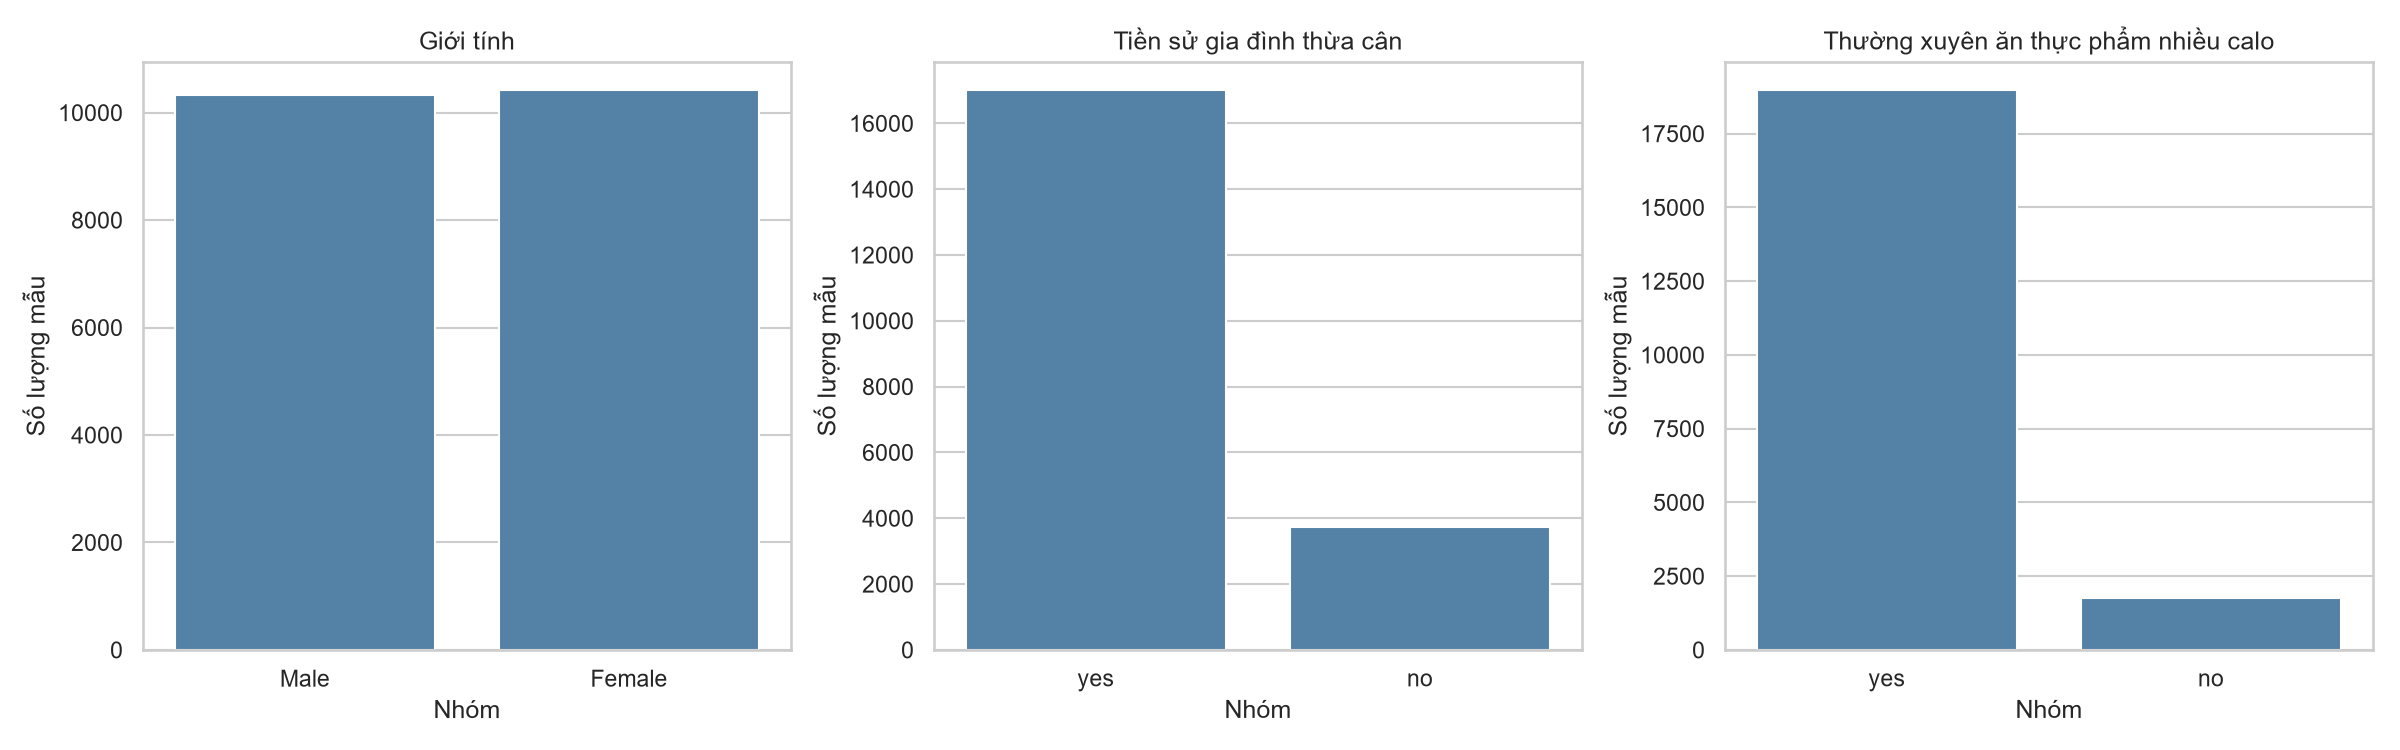 Giới tính
10000
8000
6000
4000
2000
0
Số lượng mẫu
Male
Female
Nhóm
Tiền sử gia đình thừa cân
16000
14000
12000
10000
8000
6000
4000
2000
0
Số lượng mẫu
yes
no
Nhóm
Thường xuyên ăn thực phẩm nhiều calo
17500
15000
12500
10000
7500
5000
2500
0
Số lượng mẫu
yes
no
Nhóm